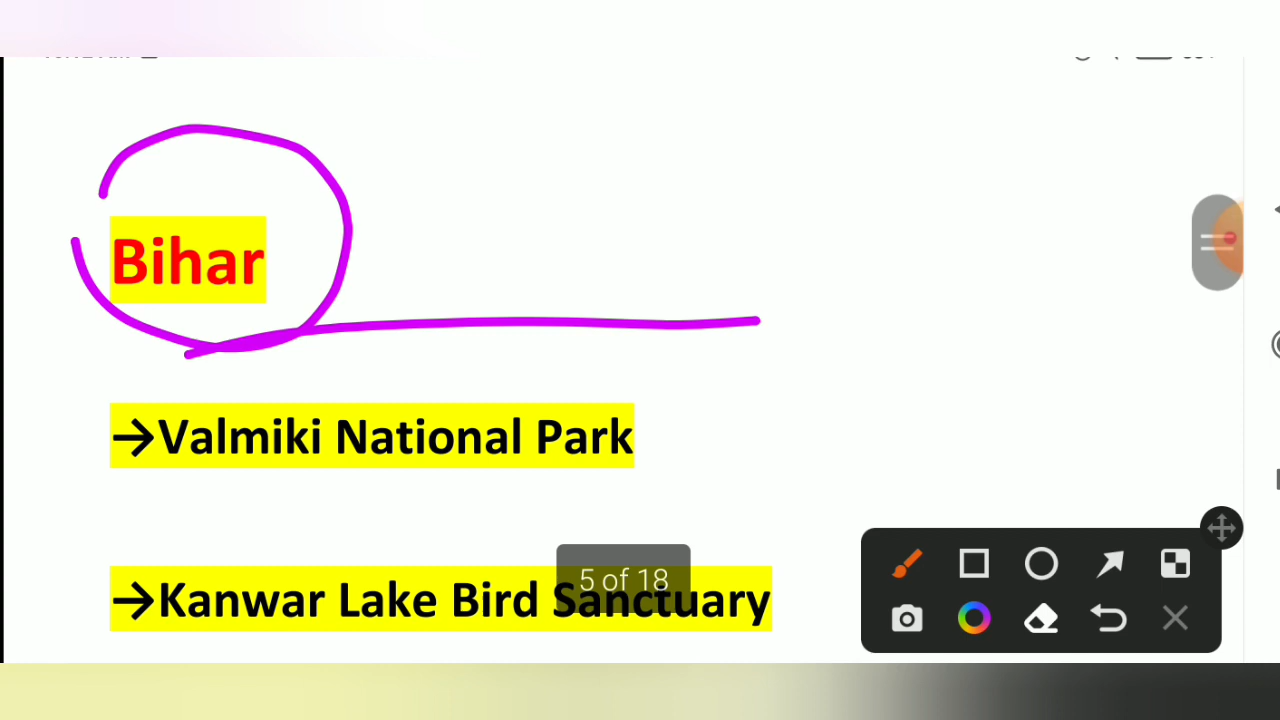 Bihar
→Valmiki National Park
→Kanwar Lake Bird Sanctuary
5 of 18